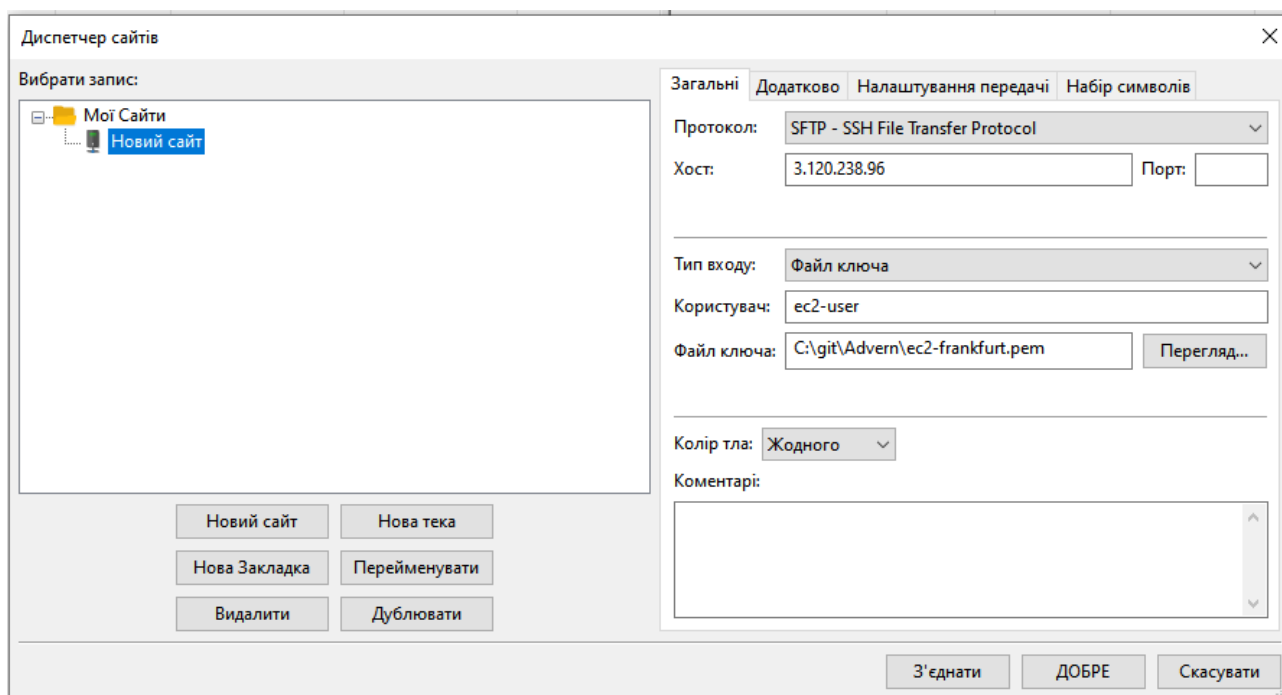 Диспетчер сайтів
Вибрати запис:
Мої Сайти
Новий сайт
Новий сайт Нова тека
Нова Закладка Перейменувати
Видалити Дублювати
Загальні Додатково Налаштування передачі Набір символів
Протокол: SFTP - SSH File Transfer Protocol
Хост: 3.120.238.96 Порт:
Тип входу: Файл ключа
Користувач: ec2-user
Файл ключа: C:\git\Advern\ec2-frankfurt.pem Перегляд...
Колір тла: Жодного
Коментарі:
З'єднати ДОБРЕ Скасувати